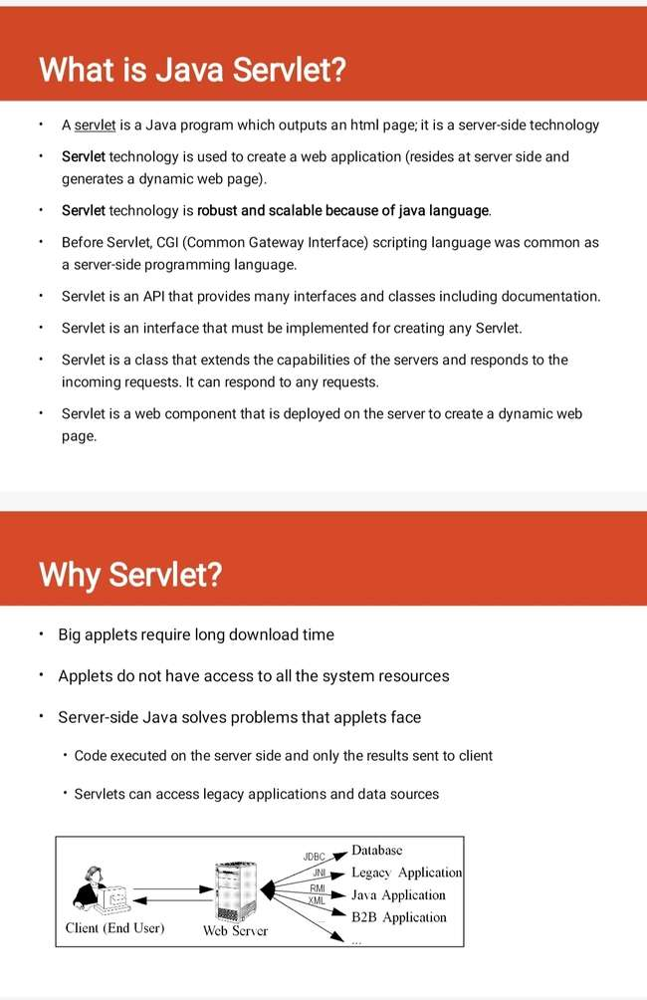 What is Java Servlet?
• A servlet is a Java program which outputs an html page; it is a server-side technology
• Servlet technology is used to create a web application (resides at server side and
generates a dynamic web page).
• Servlet technology is robust and scalable because of java language.
• Before Servlet, CGI (Common Gateway Interface) scripting language was common as
a server-side programming language.
• Servlet is an API that provides many interfaces and classes including documentation.
• Servlet is an interface that must be implemented for creating any Servlet.
• Servlet is a class that extends the capabilities of the servers and responds to the
incoming requests. It can respond to any requests.
• Servlet is a web component that is deployed on the server to create a dynamic web
page.
Why Servlet?
• Big applets require long download time
• Applets do not have access to all the system resources
• Server-side Java solves problems that applets face
• Code executed on the server side and only the results sent to client
• Servlets can access legacy applications and data sources
JDBC Database
JNI Legacy Application
RMI Java Application
XML B2B Application
...
Client (End User) Web Server